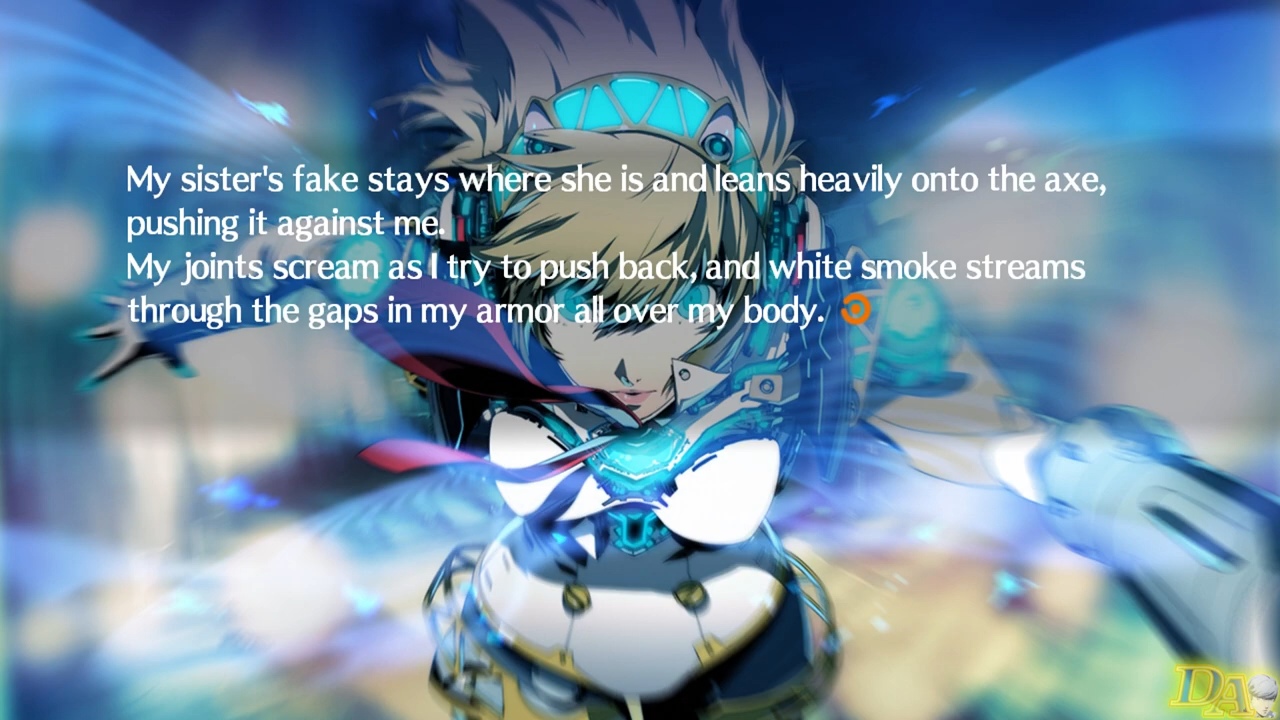 My sister's fake stays where she is and leans heavily onto the axe,
pushing it against me.
My joints scream as I try to push back, and white smoke streams
through the gaps in my armor all over my body.
DA